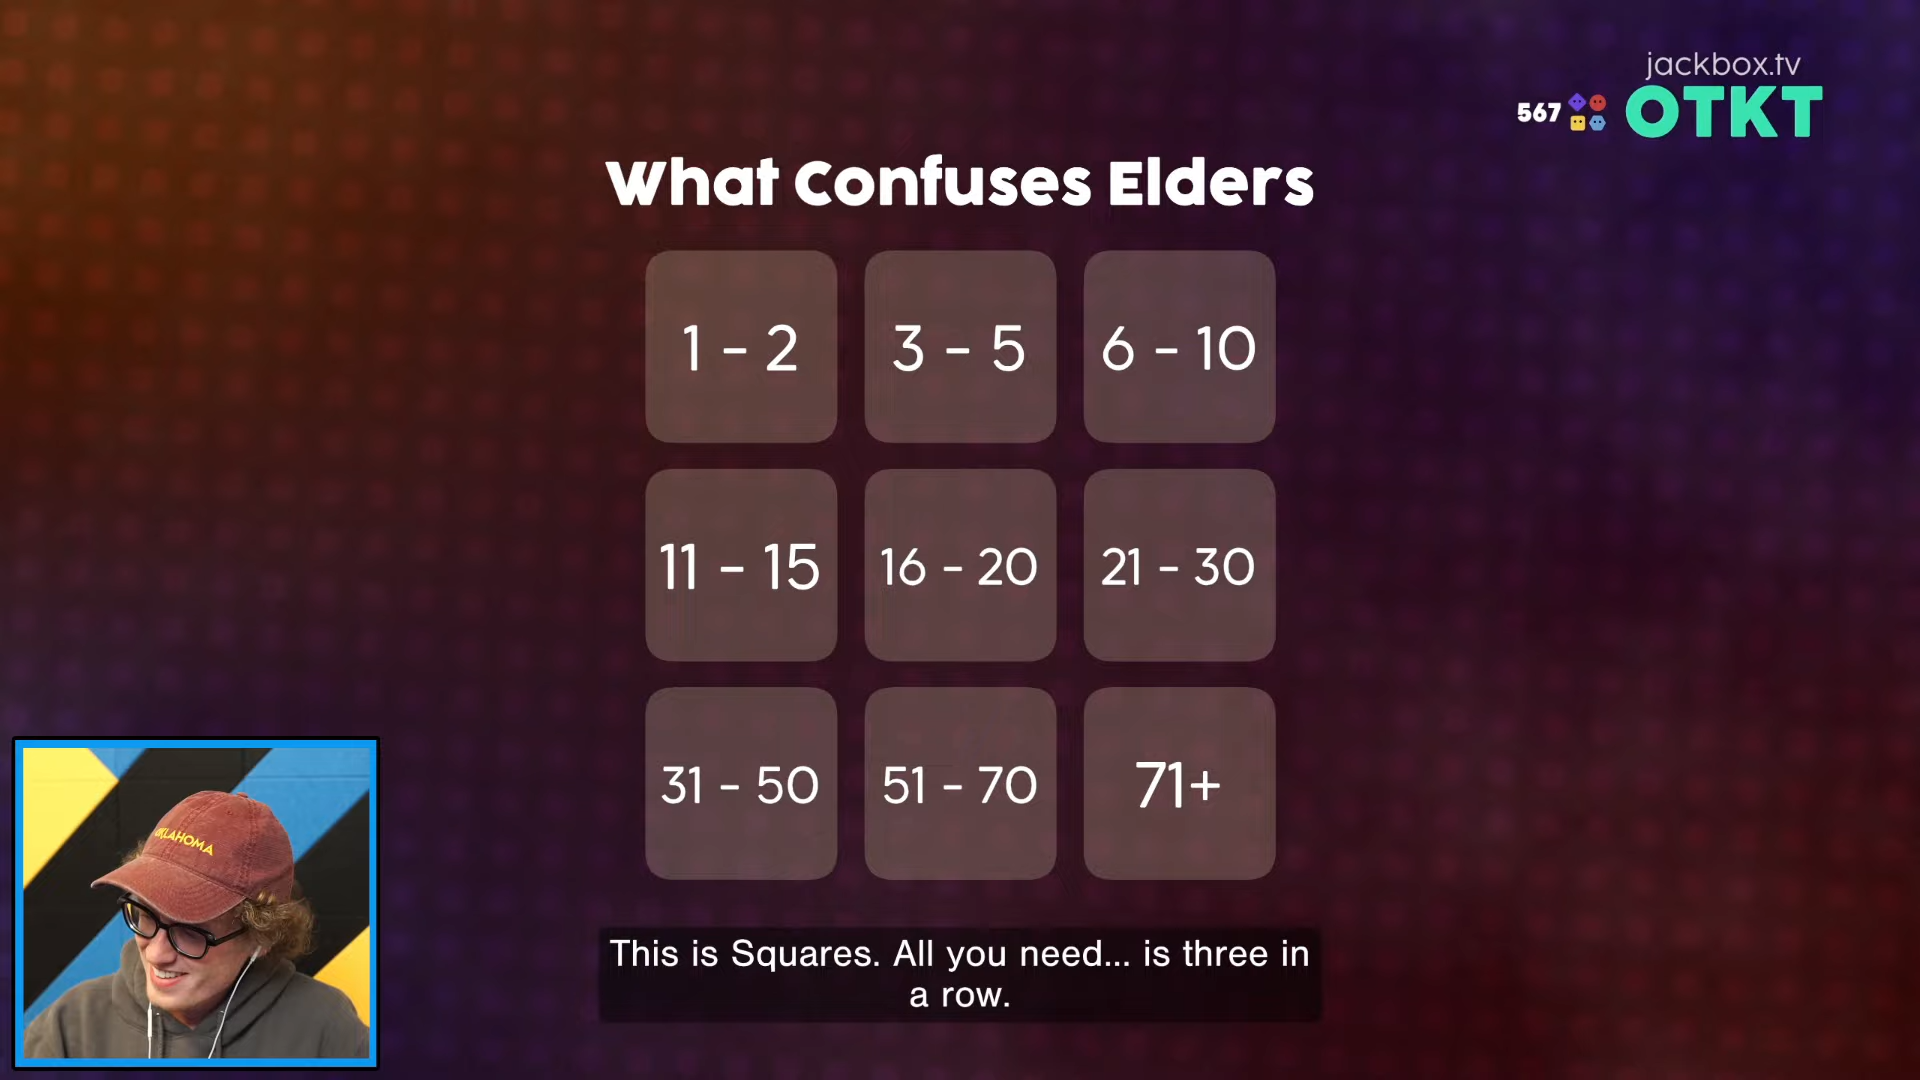 jackbox.tv
567 OTKT
What Confuses Elders
1 - 2
3 - 5
6 - 10
11 - 15
16 - 20
21 - 30
31 - 50
51 - 70
71+
OKLAHOMA
This is Squares. All you need... is three in
a row.